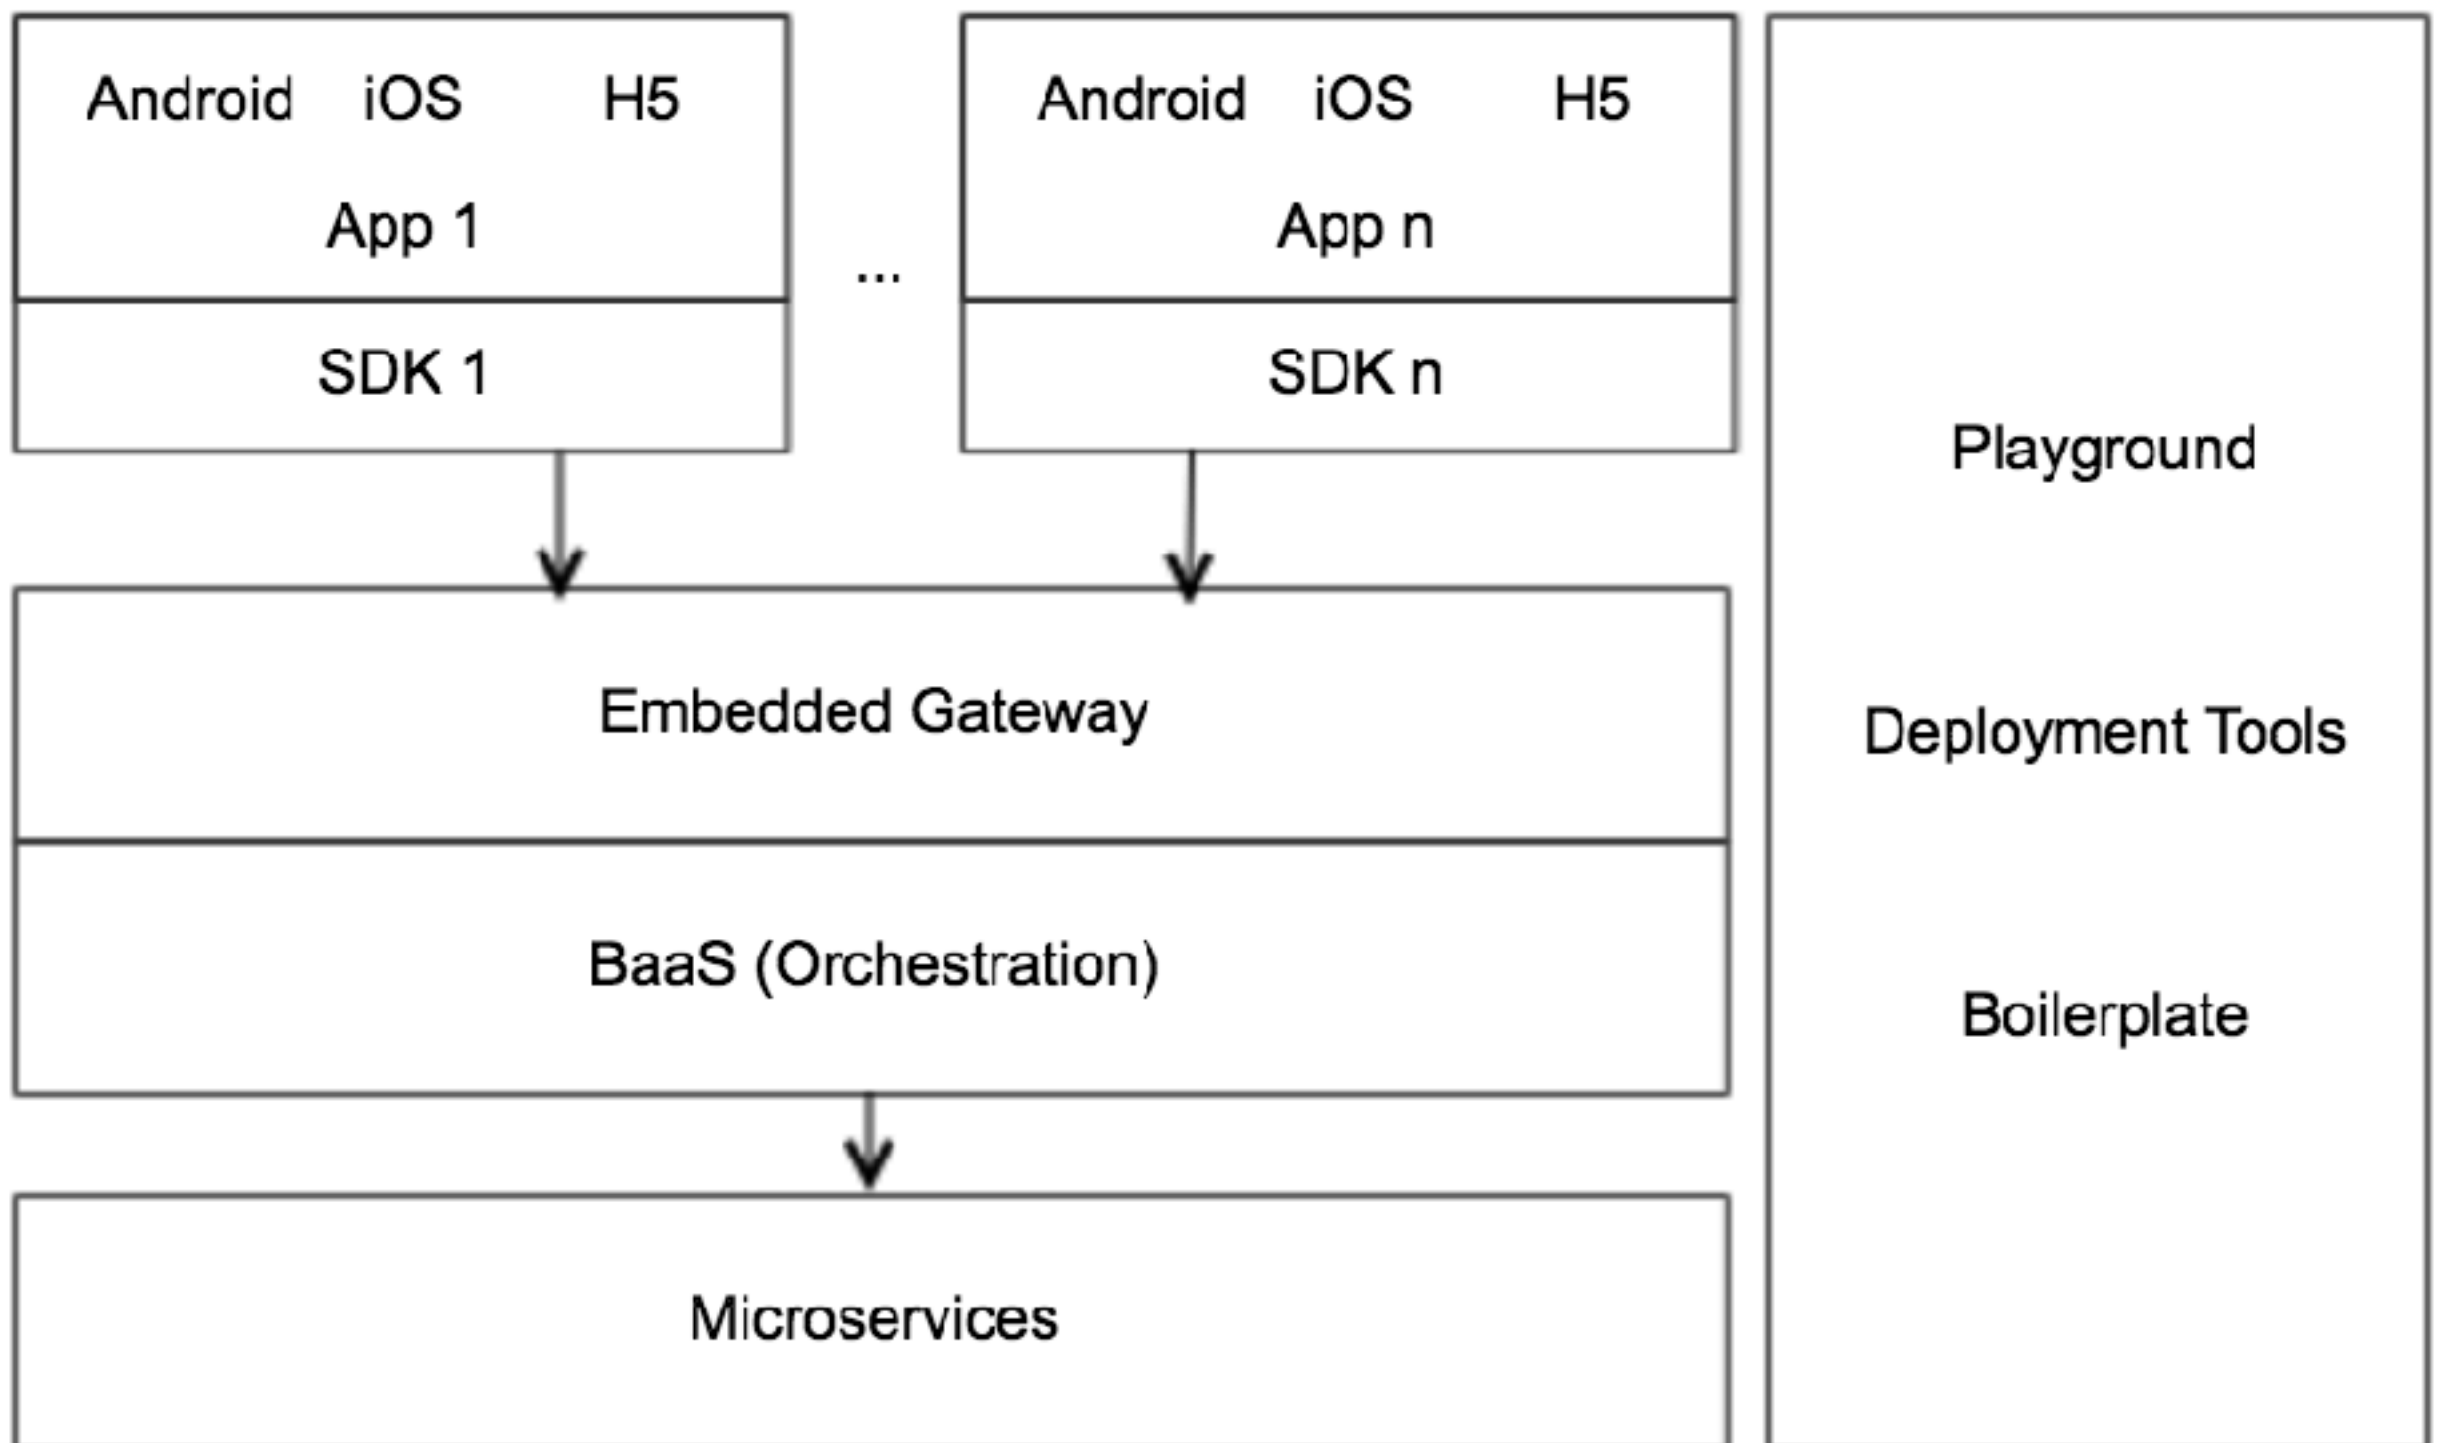 Android iOS H5
App 1
SDK 1
...
Android iOS H5
App n
SDK n
Embedded Gateway
BaaS (Orchestration)
Microservices
Playground
Deployment Tools
Boilerplate